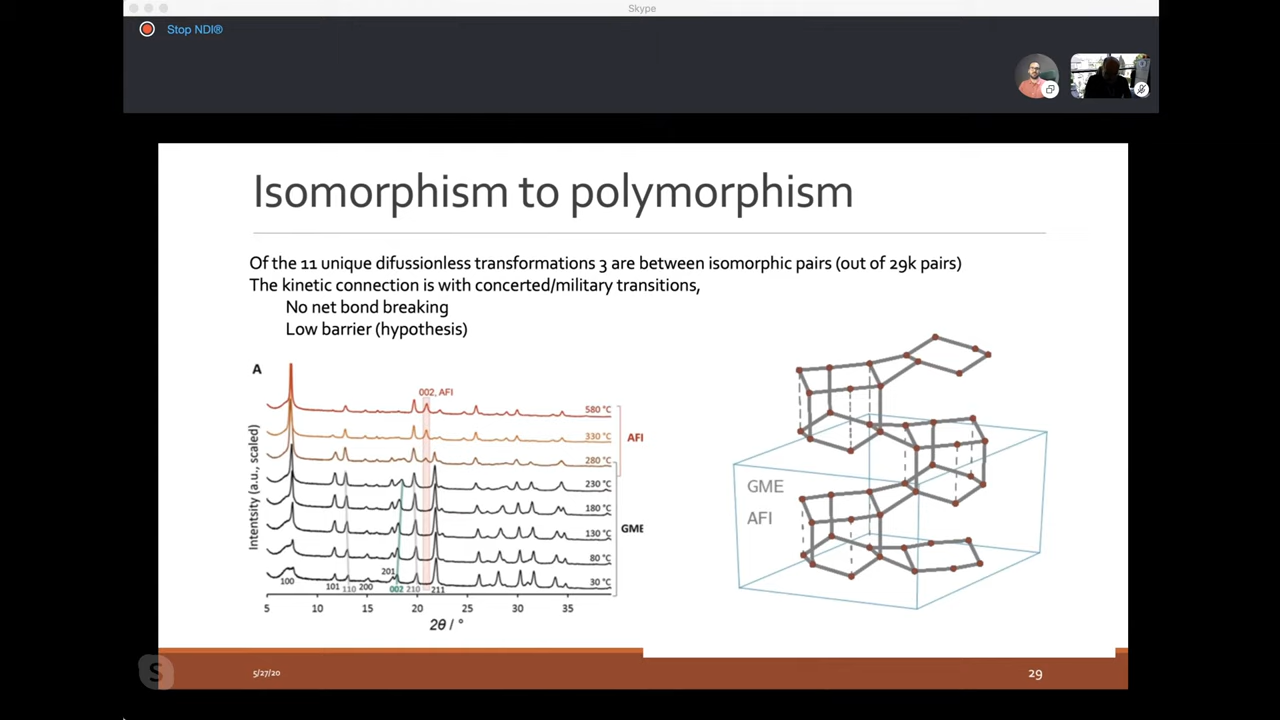 Skype
Stop NDI®
Isomorphism to polymorphism
Of the 11 unique difussionless transformations 3 are between isomorphic pairs (out of 29k pairs)
The kinetic connection is with concerted/military transitions,
No net bond breaking
Low barrier (hypothesis)
A
002, AFI
580 °C
330 °C
AFI
280 °C
230 °C
180 °C
GME
130 °C
80 °C
30 °C
Intentsity (a.u., scaled)
100
101
110
200
201
002
210
211
5
10
15
20
25
30
35
2θ / °
GME
AFI
5/27/20
29
S